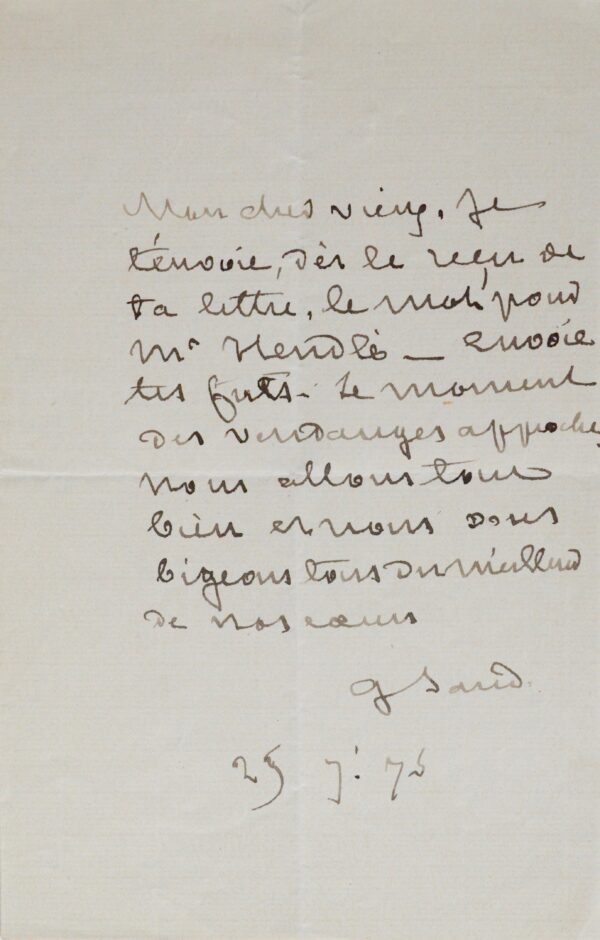 Mon cher vieux, je
t'envoie, dès le reçu de
ta lettre, le mot pour
Mr Hendlé — Envoie
tes fûts - le moment
des vendanges approche
nous allons tous
bien et nous vous
bigeons tous du meilleur
de nos cœurs
G Sand
25 7. 75